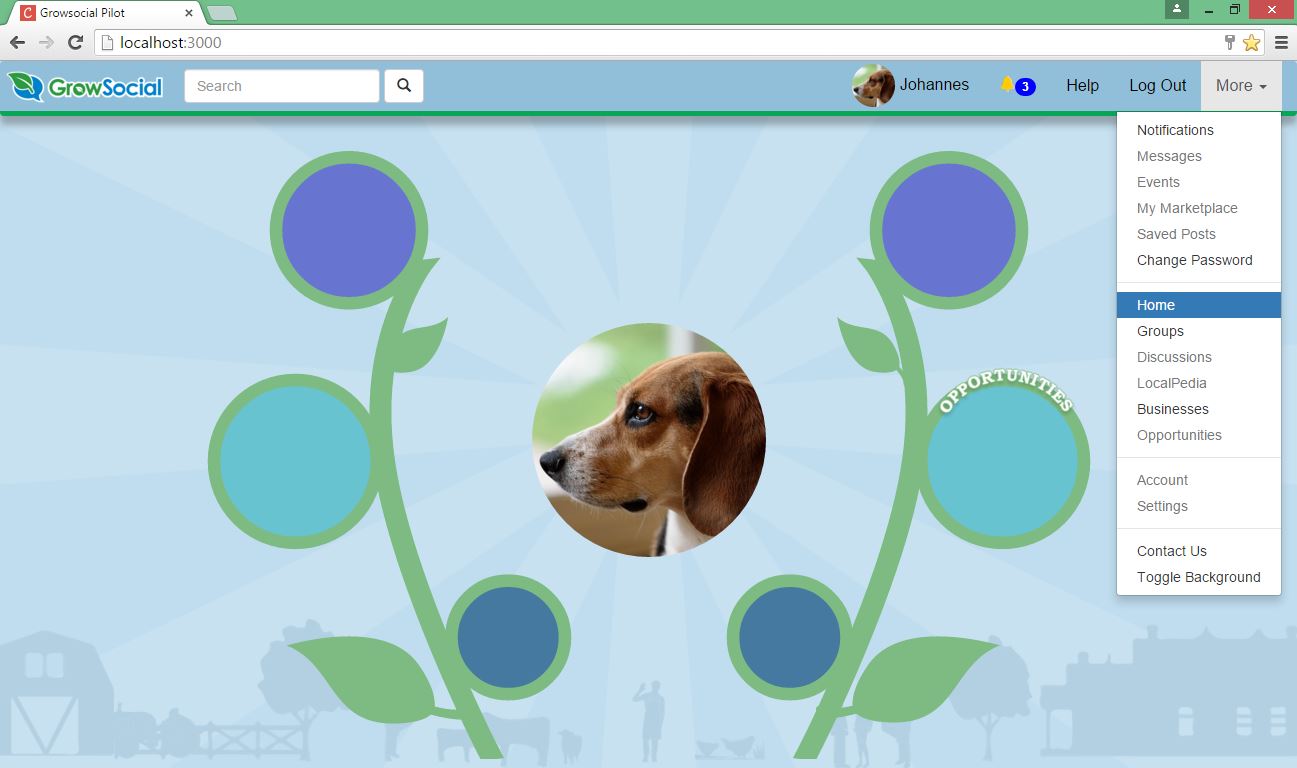 Growsocial Pilot
localhost:3000
GrowSocial
Search
Johannes
3
Help
Log Out
More
Notifications
Messages
Events
My Marketplace
Saved Posts
Change Password
Home
Groups
Discussions
LocalPedia
Businesses
Opportunities
Account
Settings
Contact Us
Toggle Background
OPPORTUNITIES